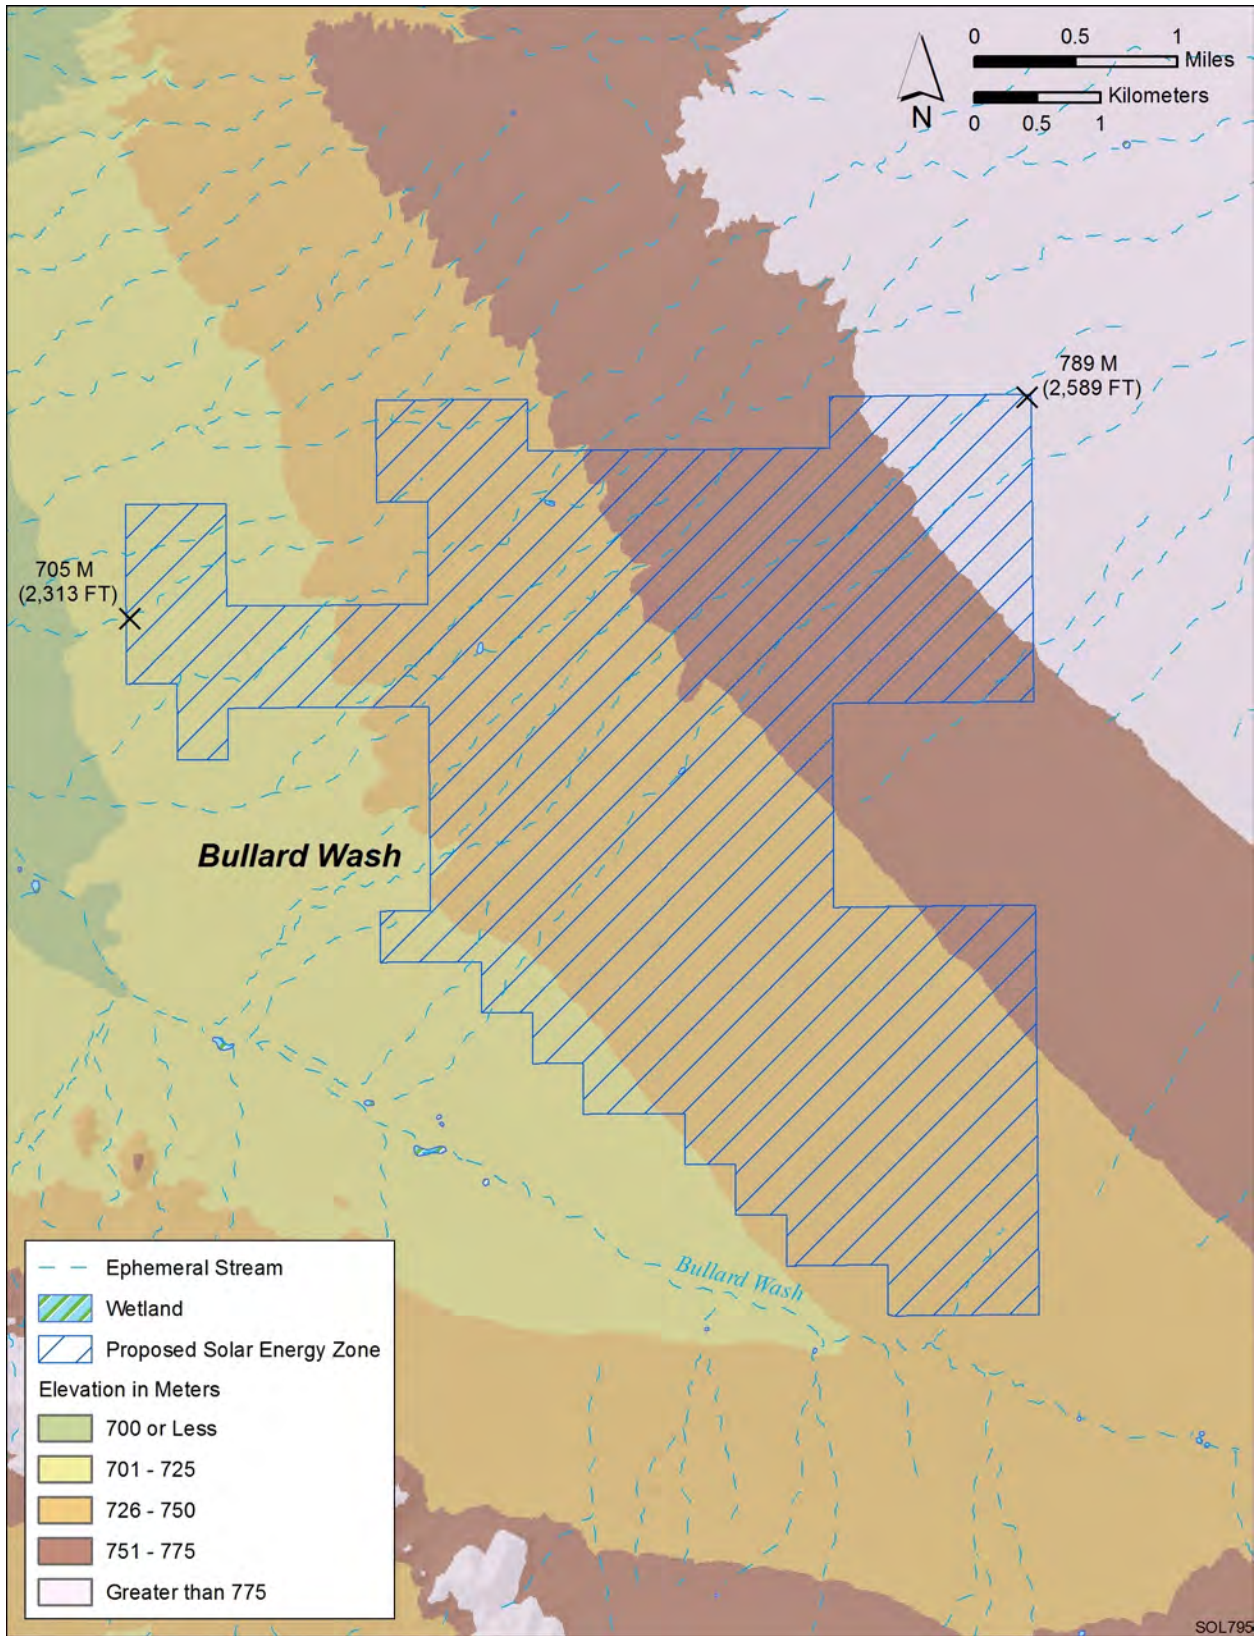 0 0.5 1
Miles
Kilometers
0 0.5 1
N
789 M
(2,589 FT)
705 M
(2,313 FT)
Bullard Wash
Bullard Wash
Ephemeral Stream
Wetland
Proposed Solar Energy Zone
Elevation in Meters
700 or Less
701 - 725
726 - 750
751 - 775
Greater than 775
SOL795